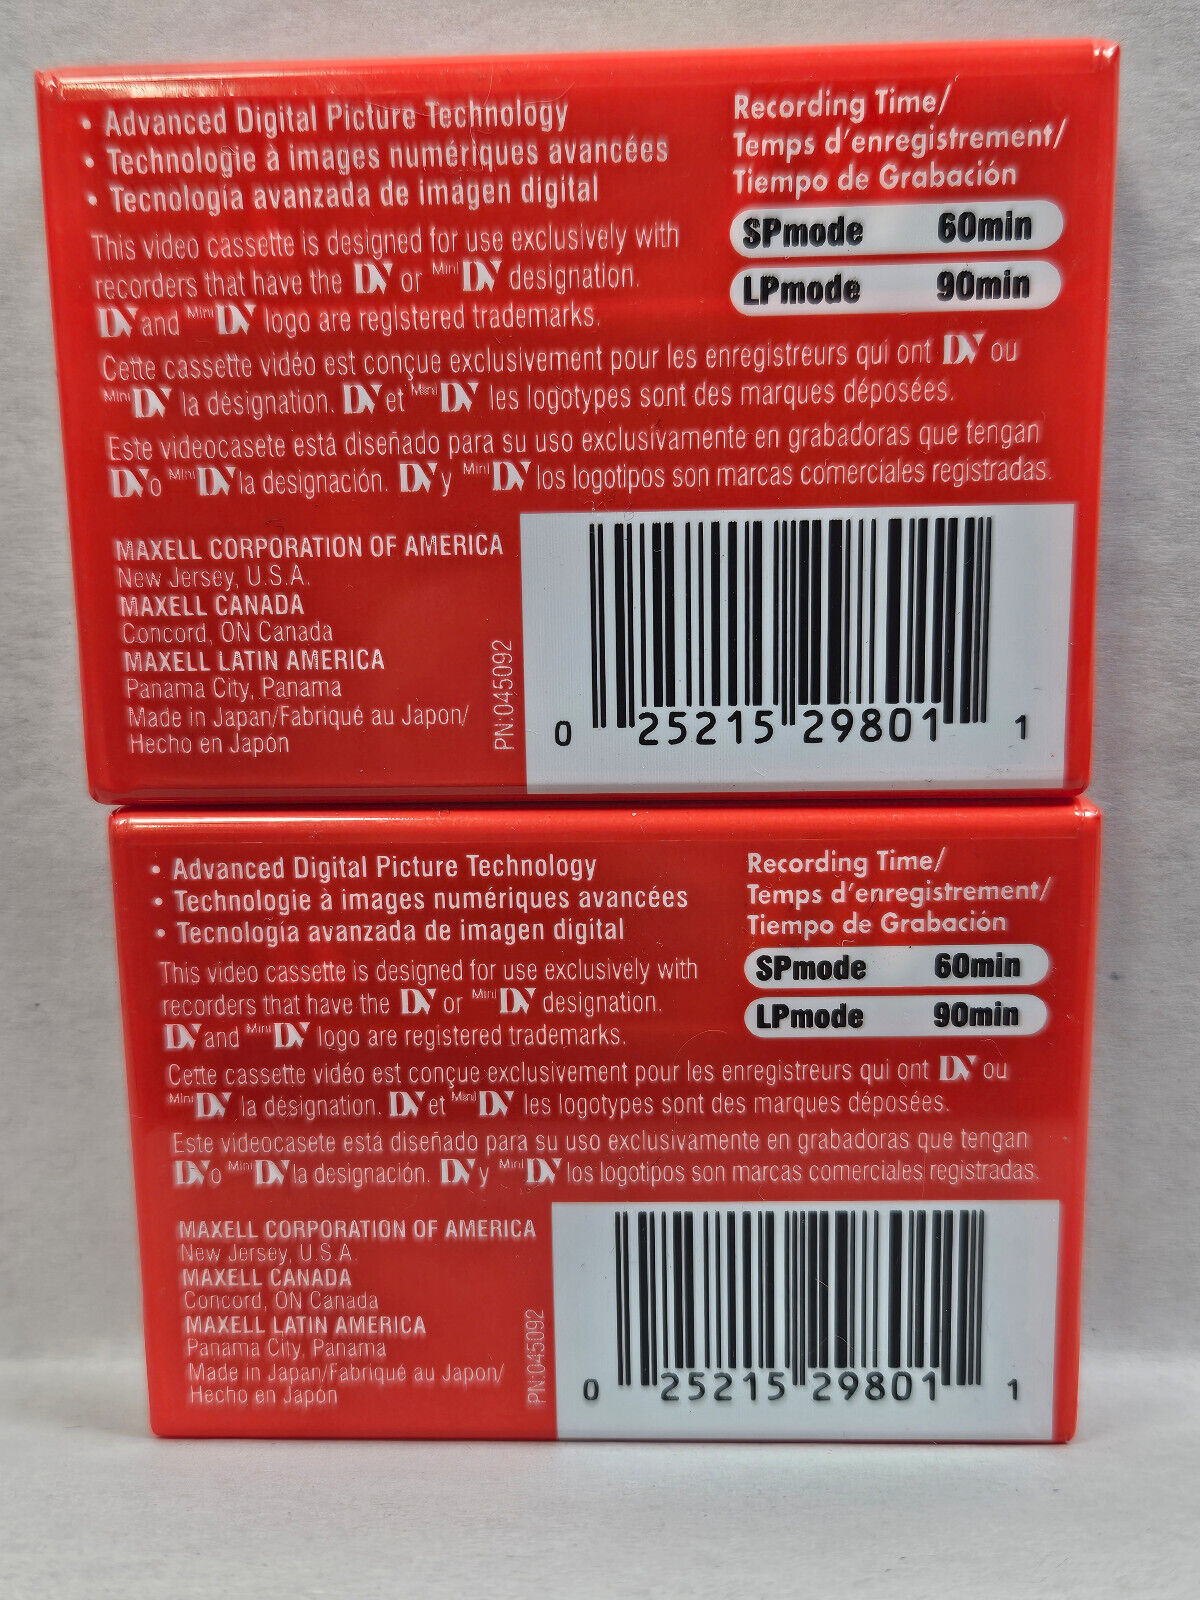 • Advanced Digital Picture Technology
• Technologie à images numériques avancées
• Tecnología avanzada de imagen digital
This video cassette is designed for use exclusively with
recorders that have the DV or Mini DV designation.
DV and Mini DV logo are registered trademarks.
Cette cassette vidéo est conçue exclusivement pour les enregistreurs qui ont DV ou
Mini DV la désignation. DV et Mini DV les logotypes sont des marques déposées.
Este videocasete está diseñado para su uso exclusivamente en grabadoras que tengan
DV o Mini DV la designación. DV y Mini DV los logotipos son marcas comerciales registradas.
Recording Time/
Temps d'enregistrement/
Tiempo de Grabación
SPmode 60min
LPmode 90min
MAXELL CORPORATION OF AMERICA
New Jersey, U.S.A.
MAXELL CANADA
Concord, ON Canada
MAXELL LATIN AMERICA
Panama City, Panama
Made in Japan/Fabriqué au Japon/
Hecho en Japón
PN:045092
0 25215 29801 1
• Advanced Digital Picture Technology
• Technologie à images numériques avancées
• Tecnología avanzada de imagen digital
This video cassette is designed for use exclusively with
recorders that have the DV or Mini DV designation.
DV and Mini DV logo are registered trademarks.
Cette cassette vidéo est conçue exclusivement pour les enregistreurs qui ont DV ou
Mini DV la désignation. DV et Mini DV les logotypes sont des marques déposées.
Este videocasete está diseñado para su uso exclusivamente en grabadoras que tengan
DV o Mini DV la designación. DV y Mini DV los logotipos son marcas comerciales registradas.
Recording Time/
Temps d'enregistrement/
Tiempo de Grabación
SPmode 60min
LPmode 90min
MAXELL CORPORATION OF AMERICA
New Jersey, U.S.A.
MAXELL CANADA
Concord, ON Canada
MAXELL LATIN AMERICA
Panama City, Panama
Made in Japan/Fabriqué au Japon/
Hecho en Japón
PN:045092
0 25215 29801 1